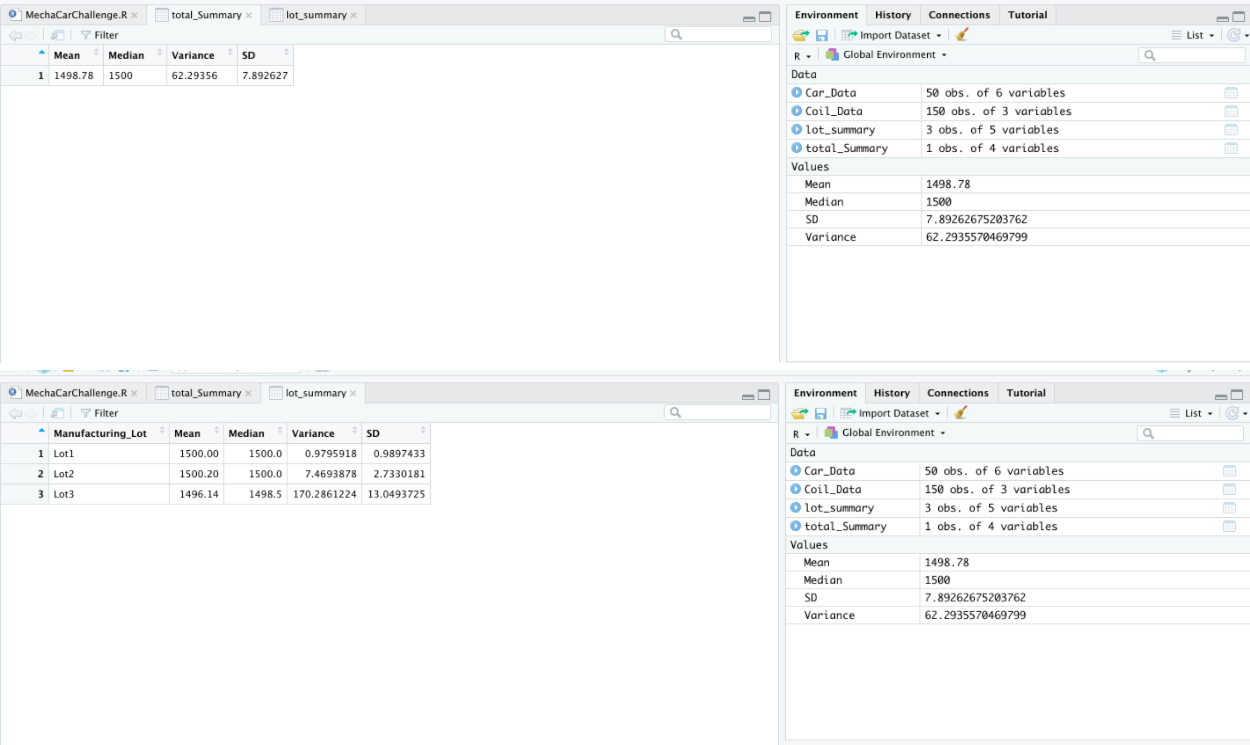 MechaCarChallenge.R × total_Summary × lot_summary ×
Filter
Mean Median Variance SD
1 1498.78 1500 62.29356 7.892627
Environment History Connections Tutorial
Import Dataset List
R Global Environment
Data
Car_Data 50 obs. of 6 variables
Coil_Data 150 obs. of 3 variables
lot_summary 3 obs. of 5 variables
total_Summary 1 obs. of 4 variables
Values
Mean 1498.78
Median 1500
SD 7.89262675203762
Variance 62.2935570469799
MechaCarChallenge.R × total_Summary × lot_summary ×
Filter
Manufacturing_Lot Mean Median Variance SD
1 Lot1 1500.00 1500.0 0.9795918 0.9897433
2 Lot2 1500.20 1500.0 7.4693878 2.7330181
3 Lot3 1496.14 1498.5 170.2861224 13.0493725
Environment History Connections Tutorial
Import Dataset List
R Global Environment
Data
Car_Data 50 obs. of 6 variables
Coil_Data 150 obs. of 3 variables
lot_summary 3 obs. of 5 variables
total_Summary 1 obs. of 4 variables
Values
Mean 1498.78
Median 1500
SD 7.89262675203762
Variance 62.2935570469799